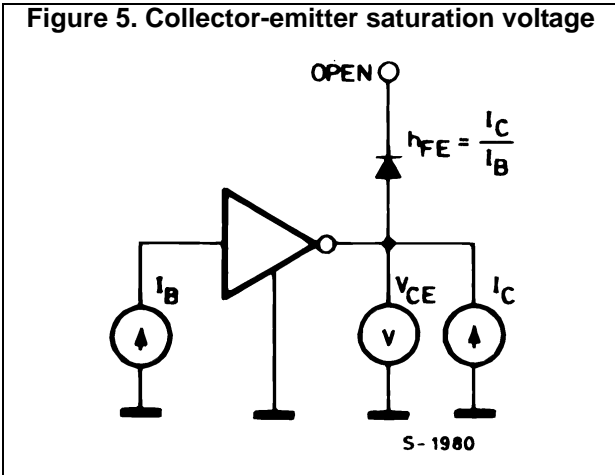 Figure 5. Collector-emitter saturation voltage
OPEN
hFE = IC
IB
IB
VCE
IC
V
S-1980